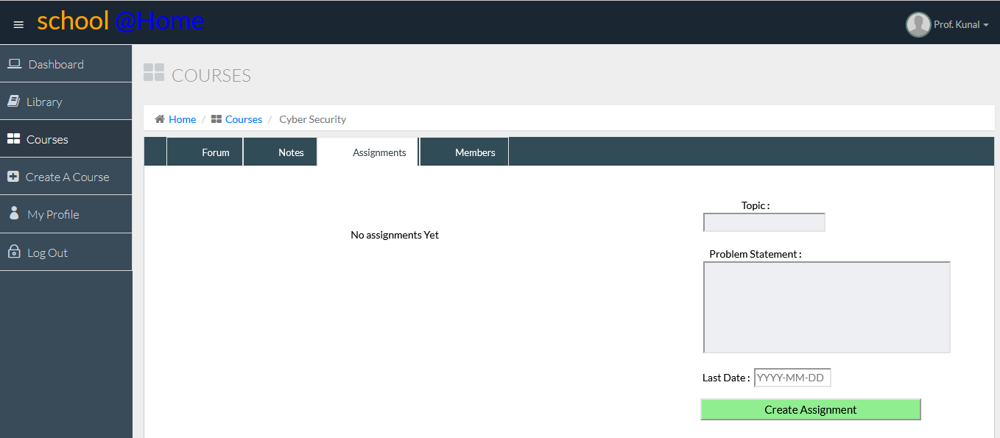 school @Home
Prof. Kunal
Dashboard
Library
Courses
Create A Course
My Profile
Log Out
COURSES
Home / Courses / Cyber Security
Forum Notes Assignments Members
No assignments Yet
Topic :
Problem Statement :
Last Date : YYYY-MM-DD
Create Assignment